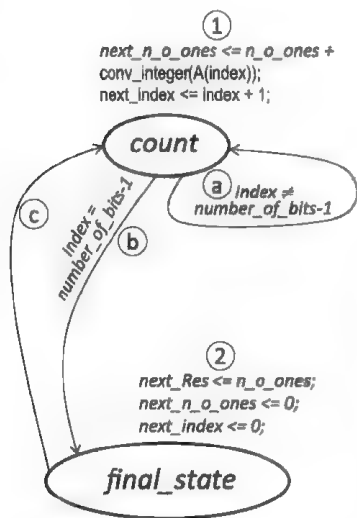 1
next_n_o_ones <= n_o_ones +
conv_integer(A(index));
next_index <= index + 1;
count
a
index ≠
number_of_bits-1
c
index =
number_of_bits-1
b
2
next_Res <= n_o_ones;
next_n_o_ones <= 0;
next_index <= 0;
final_state